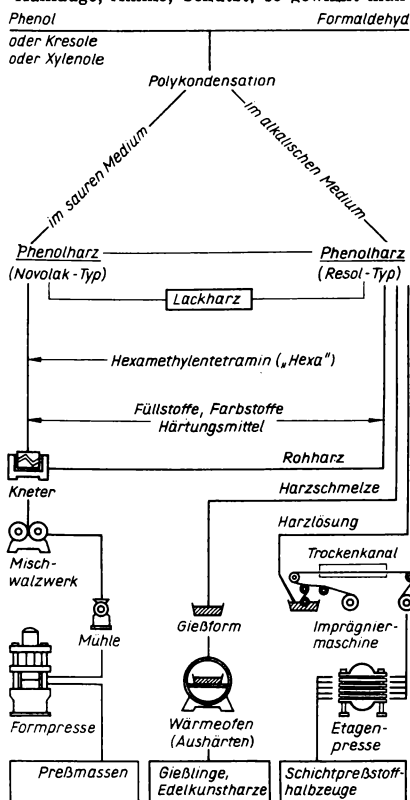 Phenol Formaldehyd
oder Kresole
oder Xylenole
Polykondensation
im sauren Medium
im alkalischen Medium
Phenolharz Phenolharz
(Novolak-Typ) (Resol-Typ)
Lackharz
Hexamethylentetramin („Hexa")
Füllstoffe, Farbstoffe
Härtungsmittel
Rohharz
Kneter
Harzschmelze
Harzlösung
Misch-
walzwerk
Trockenkanal
Mühle
Gießform
Imprägnier-
maschine
Formpresse
Wärmeofen
(Aushärten)
Etagen-
presse
Preßmassen
Gießlinge,
Edelkunstharze
Schichtpreßstoff-
halbzeuge